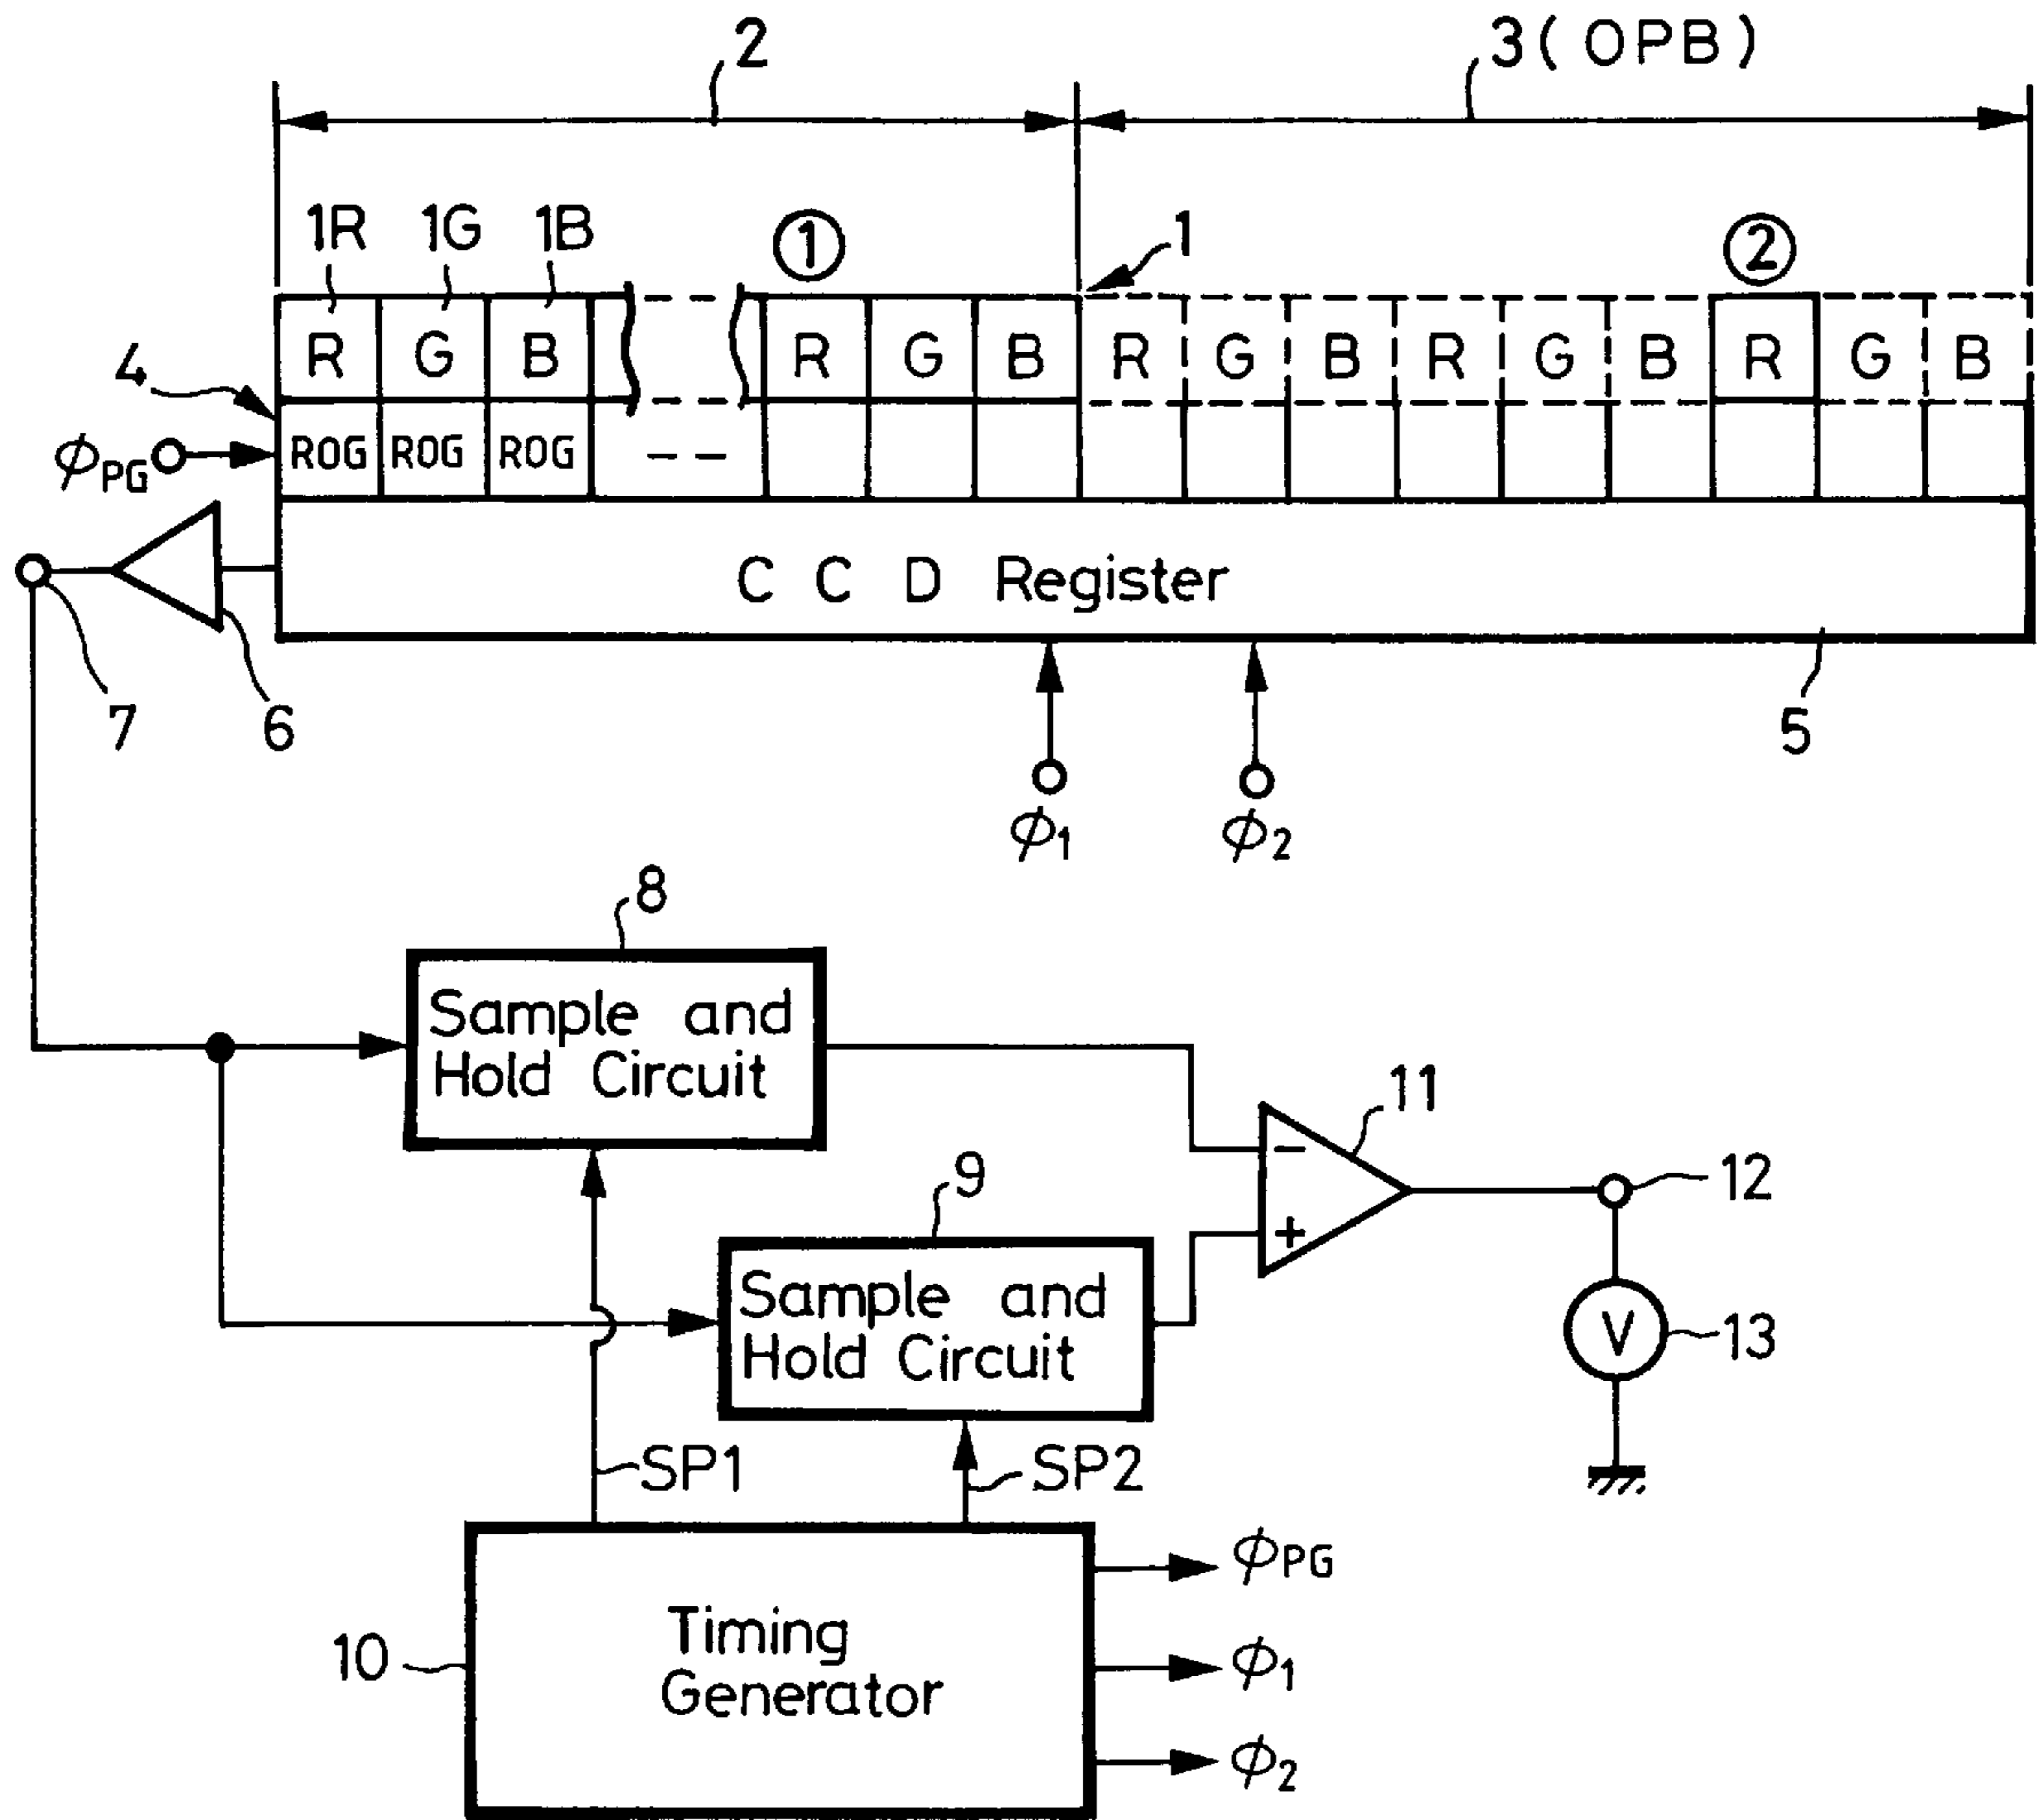 2
3(OPB)
1R 1G 1B ① 1 ②
R G B R G B R G B R G B R G B
4
ROG ROG ROG
ϕPG
CCD Register
7 6 5
ϕ1 ϕ2
8
Sample and
Hold Circuit
11
9
12
Sample and
Hold Circuit
V
13
SP1 SP2
ϕPG
10
Timing
Generator
ϕ1
ϕ2
− +